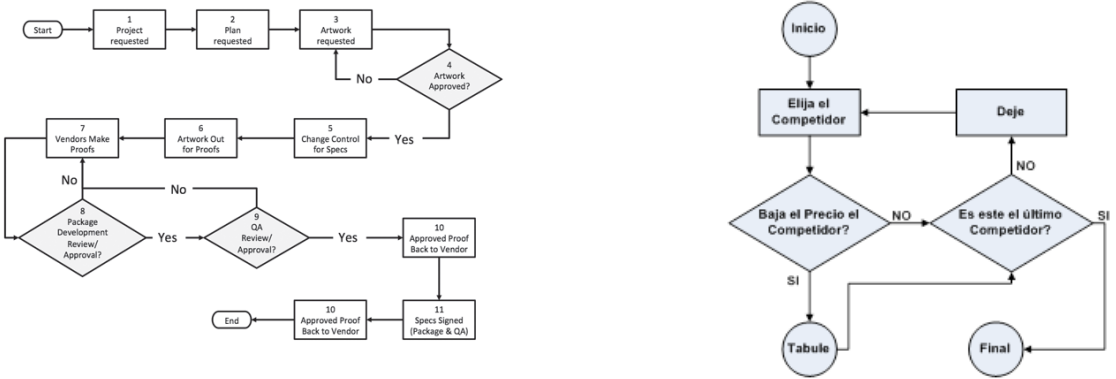 Start
1
Project
requested
2
Plan
requested
3
Artwork
requested
4
Artwork
Approved?
No
Yes
5
Change Control
for Specs
6
Artwork Out
for Proofs
7
Vendors Make
Proofs
No
No
8
Package
Development
Review/
Approval?
Yes
9
QA
Review/
Approval?
Yes
10
Approved Proof
Back to Vendor
11
Specs Signed
(Package & QA)
10
Approved Proof
Back to Vendor
End
Inicio
Elija el
Competidor
Deje
NO
Baja el Precio el
Competidor?
NO
Es este el último
Competidor?
SI
SI
Tabule
Final